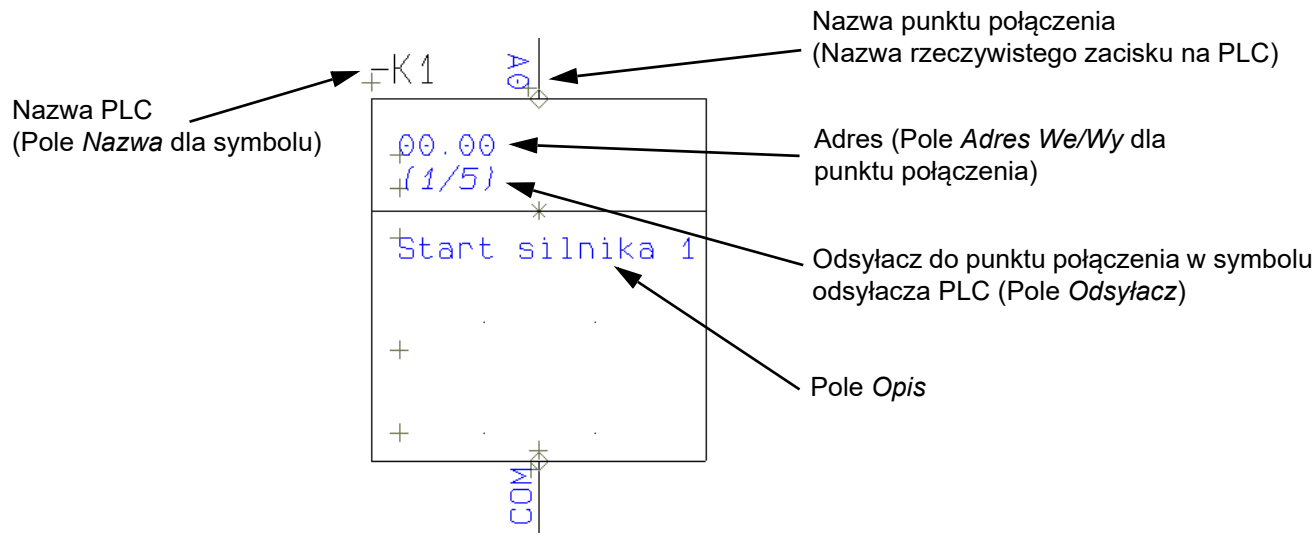 Nazwa punktu połączenia
(Nazwa rzeczywistego zacisku na PLC)
-K1
A0
Nazwa PLC
(Pole Nazwa dla symbolu)
00.00
Adres (Pole Adres We/Wy dla
punktu połączenia)
(1/5)
Start silnika 1
Odsyłacz do punktu połączenia w symbolu
odsyłacza PLC (Pole Odsyłacz)
Pole Opis
COM